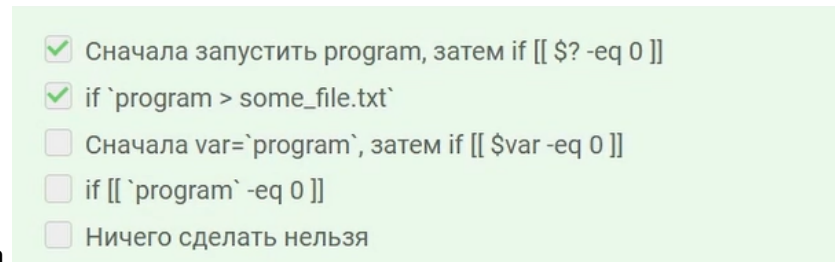 Сначала запустить program, затем if [[ $? -eq 0 ]]
if `program > some_file.txt`
Сначала var=`program`, затем if [[ $var -eq 0 ]]
if [[ `program` -eq 0 ]]
Ничего сделать нельзя